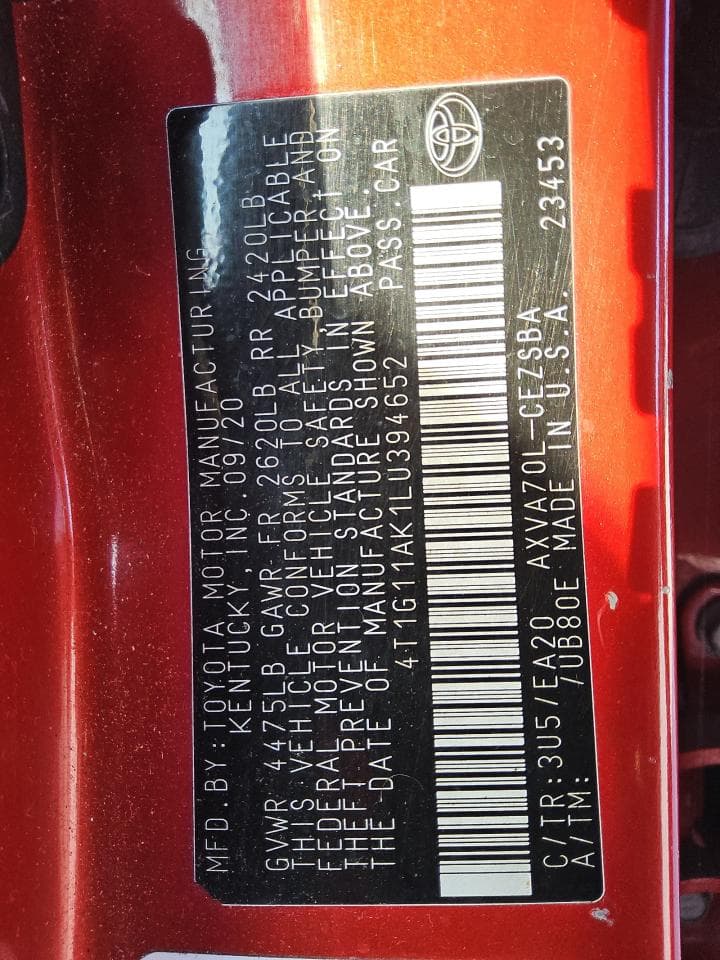 MFD.BY:TOYOTA MOTOR MANUFACTURING
KENTUCKY,INC.09/20
GVWR 4475LB GAWR FR 2620LB RR 2420LB
THIS VEHICLE CONFORMS TO ALL APPLICABLE
FEDERAL MOTOR VEHICLE SAFETY BUMPER,AND
THEFT PREVENTION STANDARDS IN EFFECT ON
THE DATE OF MANUFACTURE SHOWN ABOVE.
4T1G11AK1LU394652 PASS.CAR
C/TR:3U5/EA20 AXVA70L-CEZSBA 23453
A/TM: /UB80E MADE IN U.S.A.